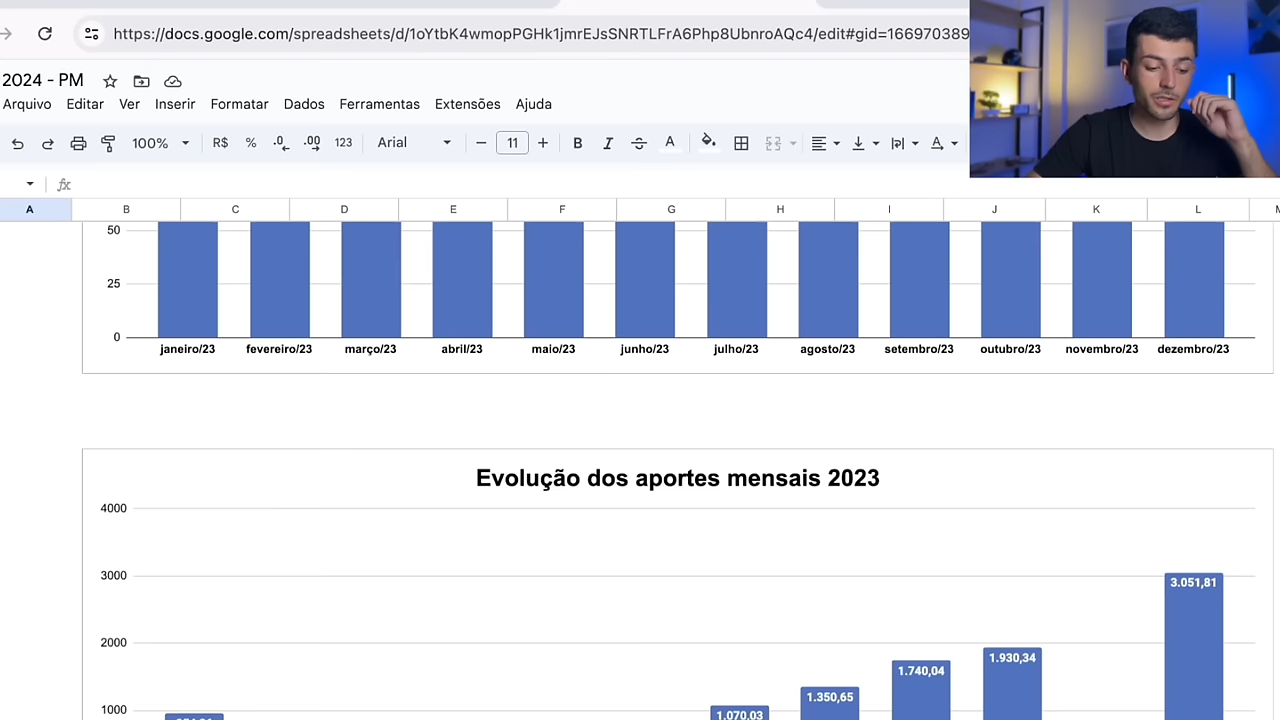 https://docs.google.com/spreadsheets/d/1oYtbK4wmopPGHk1jmrEJsSNRTLFrA6Php8UbnroAQc4/edit#gid=166970389
2024 - PM
Arquivo Editar Ver Inserir Formatar Dados Ferramentas Extensões Ajuda
100% R$ % .0 .00 123 Arial 11 B I S A A
fx
A B C D E F G H I J K L
50
25
0
janeiro/23 fevereiro/23 março/23 abril/23 maio/23 junho/23 julho/23 agosto/23 setembro/23 outubro/23 novembro/23 dezembro/23
Evolução dos aportes mensais 2023
4000
3000
3.051,81
2000
1.930,34
1.740,04
1.350,65
1000
1.070,03